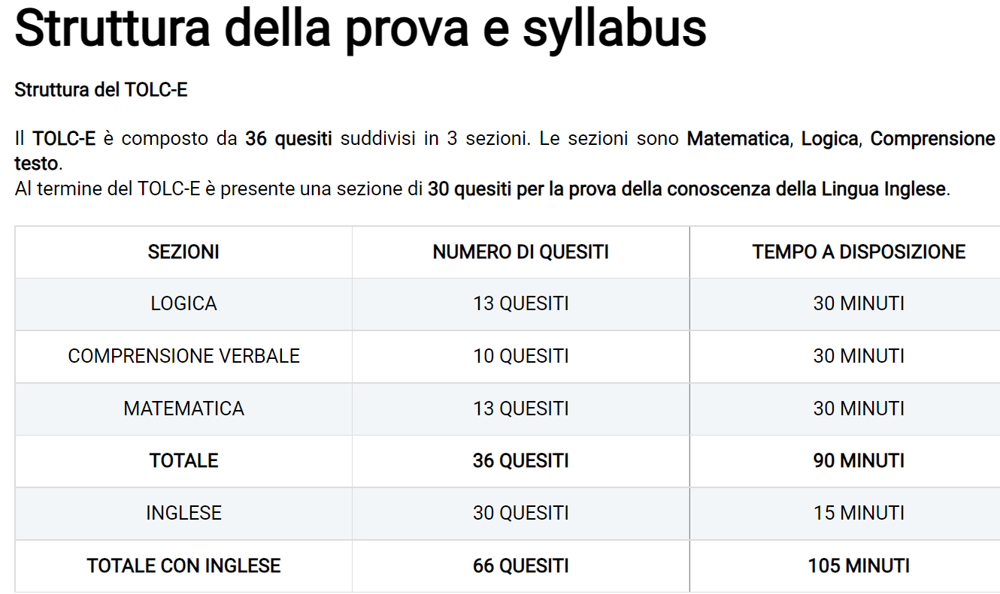 Struttura della prova e syllabus
Struttura del TOLC-E
Il TOLC-E è composto da 36 quesiti suddivisi in 3 sezioni. Le sezioni sono Matematica, Logica, Comprensione
testo.
Al termine del TOLC-E è presente una sezione di 30 quesiti per la prova della conoscenza della Lingua Inglese.
SEZIONI NUMERO DI QUESITI TEMPO A DISPOSIZIONE
LOGICA 13 QUESITI 30 MINUTI
COMPRENSIONE VERBALE 10 QUESITI 30 MINUTI
MATEMATICA 13 QUESITI 30 MINUTI
TOTALE 36 QUESITI 90 MINUTI
INGLESE 30 QUESITI 15 MINUTI
TOTALE CON INGLESE 66 QUESITI 105 MINUTI